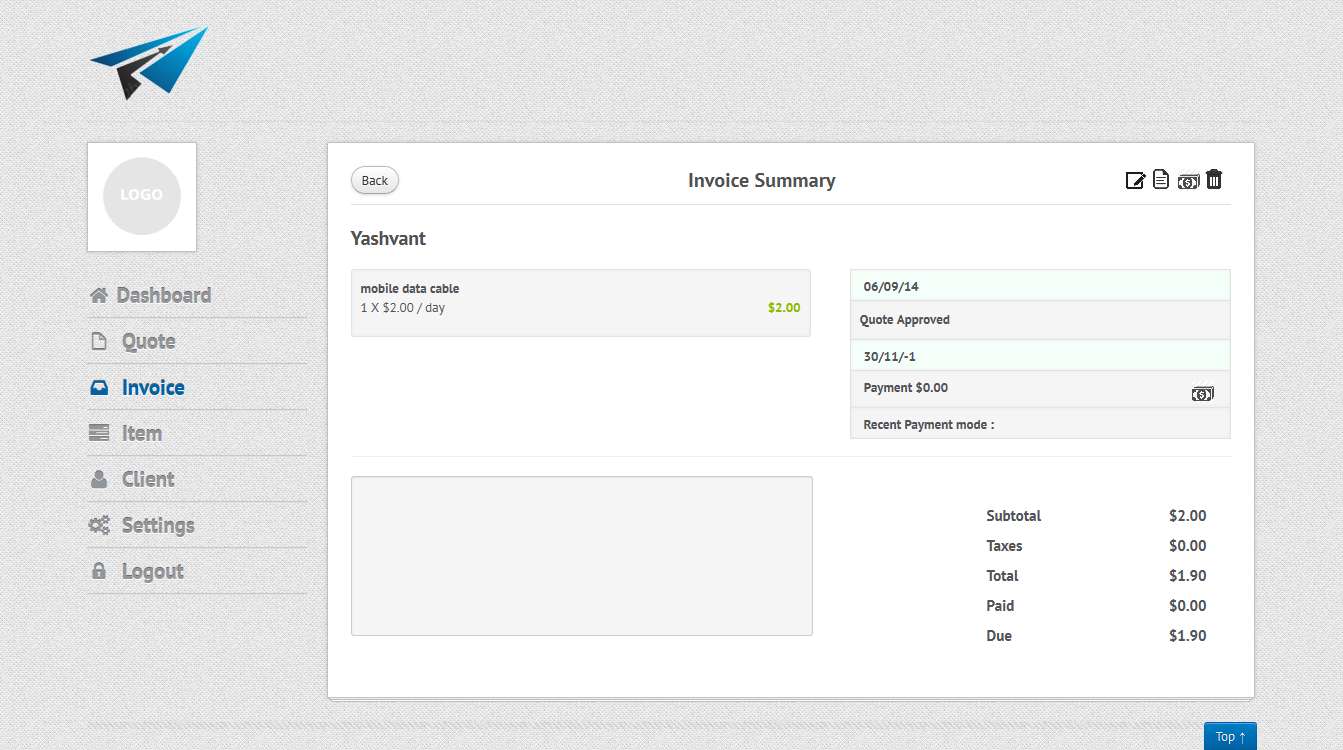 LOGO
Dashboard
Quote
Invoice
Item
Client
Settings
Logout
Back
Invoice Summary
Yashvant
mobile data cable
1 X $2.00 / day
$2.00
06/09/14
Quote Approved
30/11/-1
Payment $0.00
Recent Payment mode :
Subtotal $2.00
Taxes $0.00
Total $1.90
Paid $0.00
Due $1.90
Top ↑